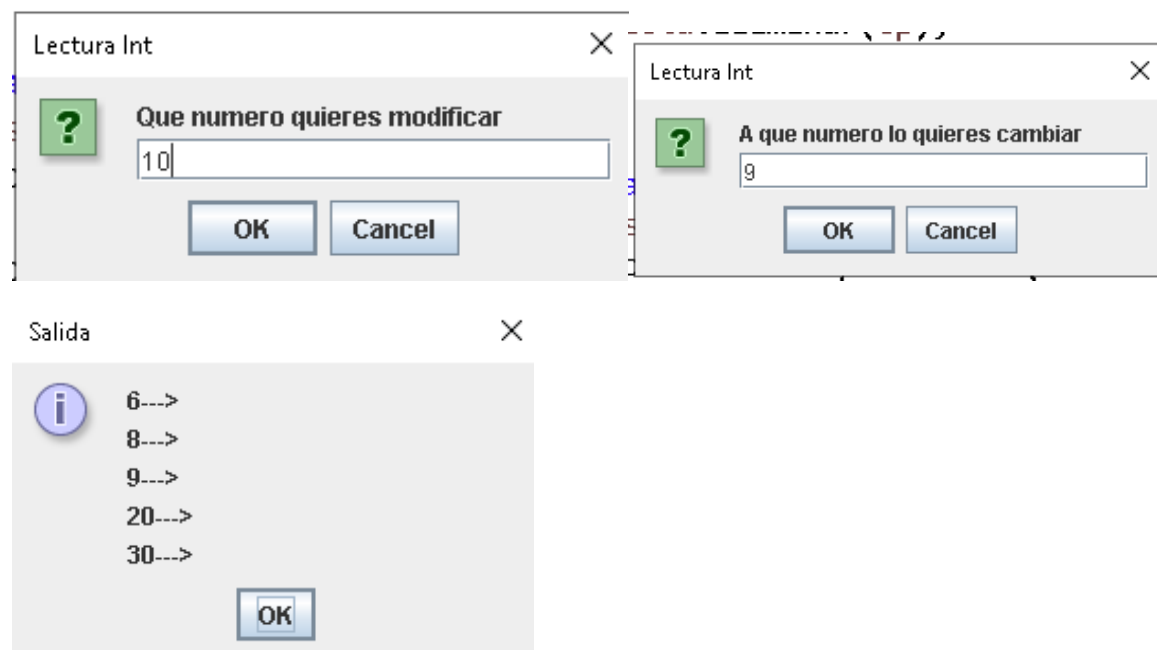 Lectura Int
Que numero quieres modificar
10
OK Cancel
Lectura Int
A que numero lo quieres cambiar
9
OK Cancel
Salida
6--->
8--->
9--->
20--->
30--->
OK